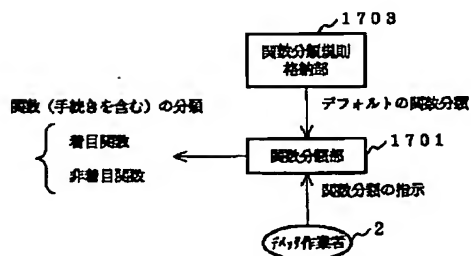 1703
関数分類規則
格納部
デフォルトの関数分類
関数（手続きを含む）の分類
着目関数
非着目関数
関数分類部
1701
関数分類の指示
デバッグ作業者
2